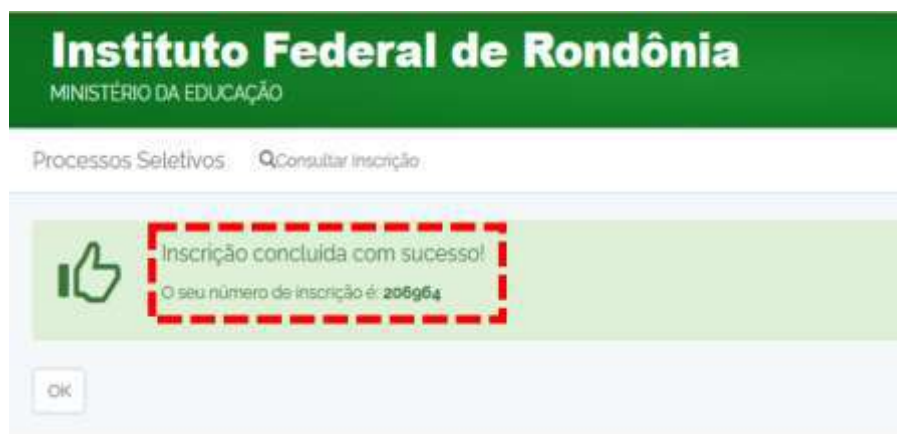 Instituto Federal de Rondônia
MINISTÉRIO DA EDUCAÇÃO
Processos Seletivos Consultar Inscrição
Inscrição concluída com sucesso!
O seu número de inscrição é: 206964
OK